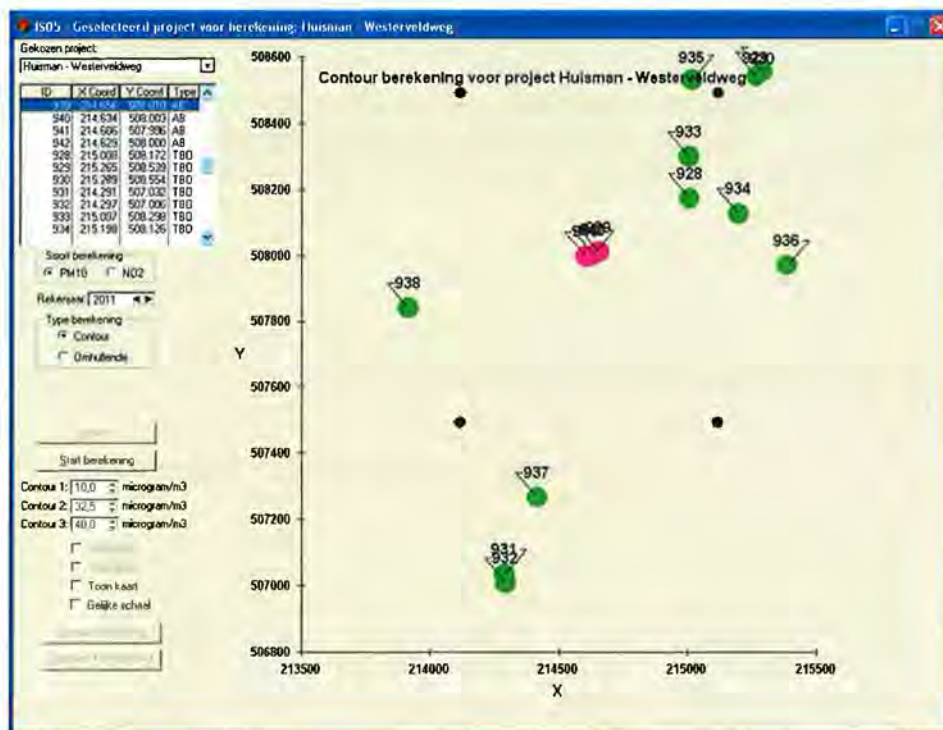 IS05 - Geselecteerd project voor berekening: Huisman - Westerveldweg
Gekozen project:
Huisman - Westerveldweg
ID X Coord Y Coord Type
940 214.634 508.003 AB
941 214.606 507.996 AB
942 214.629 508.000 AB
928 215.008 508.172 TBO
929 215.265 508.539 TBO
930 215.289 508.554 TBO
931 214.291 507.032 TBO
932 214.297 507.006 TBO
933 215.007 508.298 TBO
934 215.198 508.126 TBO
Soort berekening
PM10 NO2
Rekenjaar 2011
Type berekening
Contour
Omhullende
Start berekening
Contour 1: 10,0 microgram/m3
Contour 2: 32,5 microgram/m3
Contour 3: 40,0 microgram/m3
Toon kaart
Gelijke schaal
Contour berekening voor project Huisman - Westerveldweg
508600
508400
508200
508000
507800
507600
507400
507200
507000
506800
Y
213500 214000 214500 215000 215500
X
935
933
928
934
936
938
937
931
932